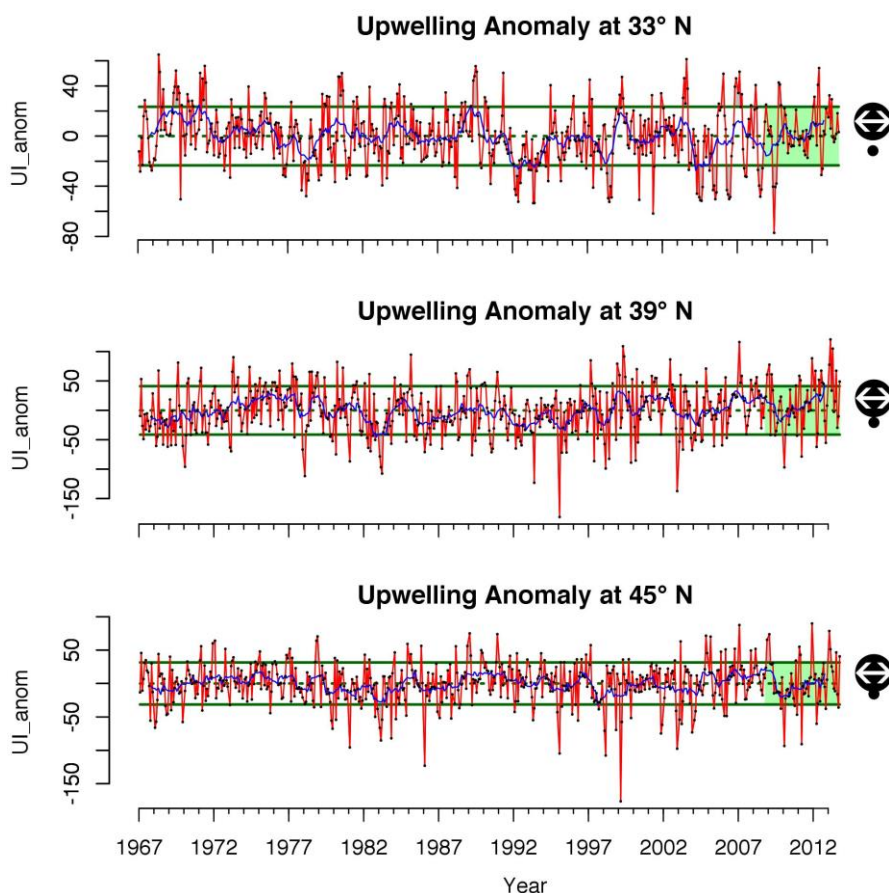 Upwelling Anomaly at 33° N
UI_anom
40
0
-40
-80
Upwelling Anomaly at 39° N
UI_anom
50
-50
-150
Upwelling Anomaly at 45° N
UI_anom
50
-50
-150
1967 1972 1977 1982 1987 1992 1997 2002 2007 2012
Year